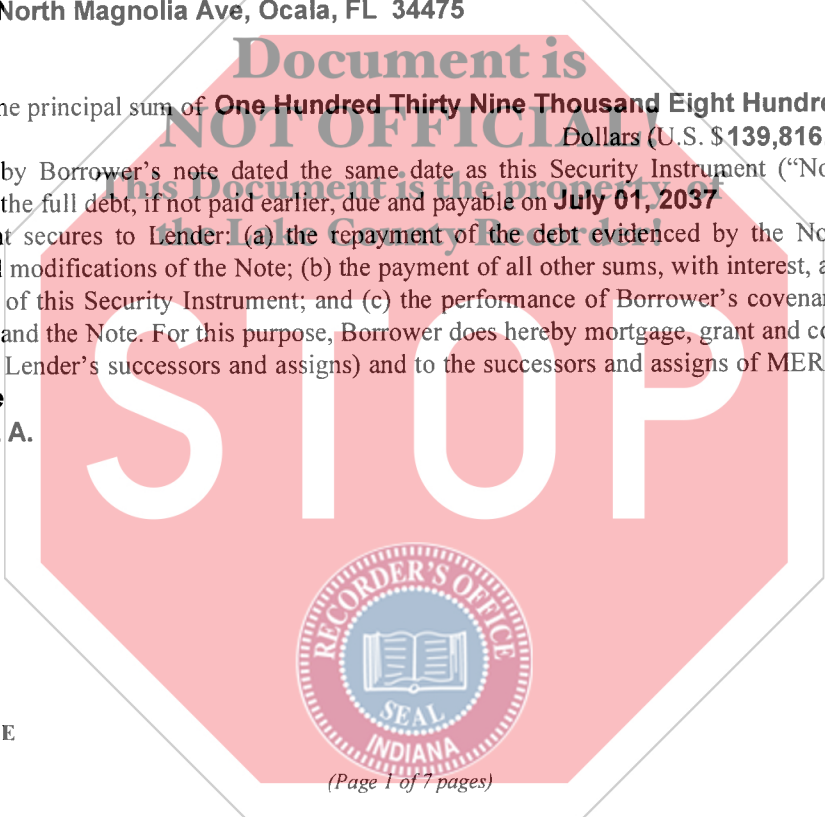 North Magnolia Ave, Ocala, FL 34475
Document is
ne principal sum of One Hundred Thirty Nine Thousand Eight Hundre
NOT OFFICIAL!
Dollars (U.S. $139,816
by Borrower's note dated the same date as this Security Instrument ("No
This Document is the property of
the full debt, if not paid earlier, due and payable on July 01, 2037
the Lake County Recorder!
t secures to Lender: (a) the repayment of the debt evidenced by the No
modifications of the Note; (b) the payment of all other sums, with interest, a
of this Security Instrument; and (c) the performance of Borrower's covena
and the Note. For this purpose, Borrower does hereby mortgage, grant and co
Lender's successors and assigns) and to the successors and assigns of MER
e
A.
STOP
RECORDER'S OFFICE
SEAL
INDIANA
E
(Page 1 of 7 pages)